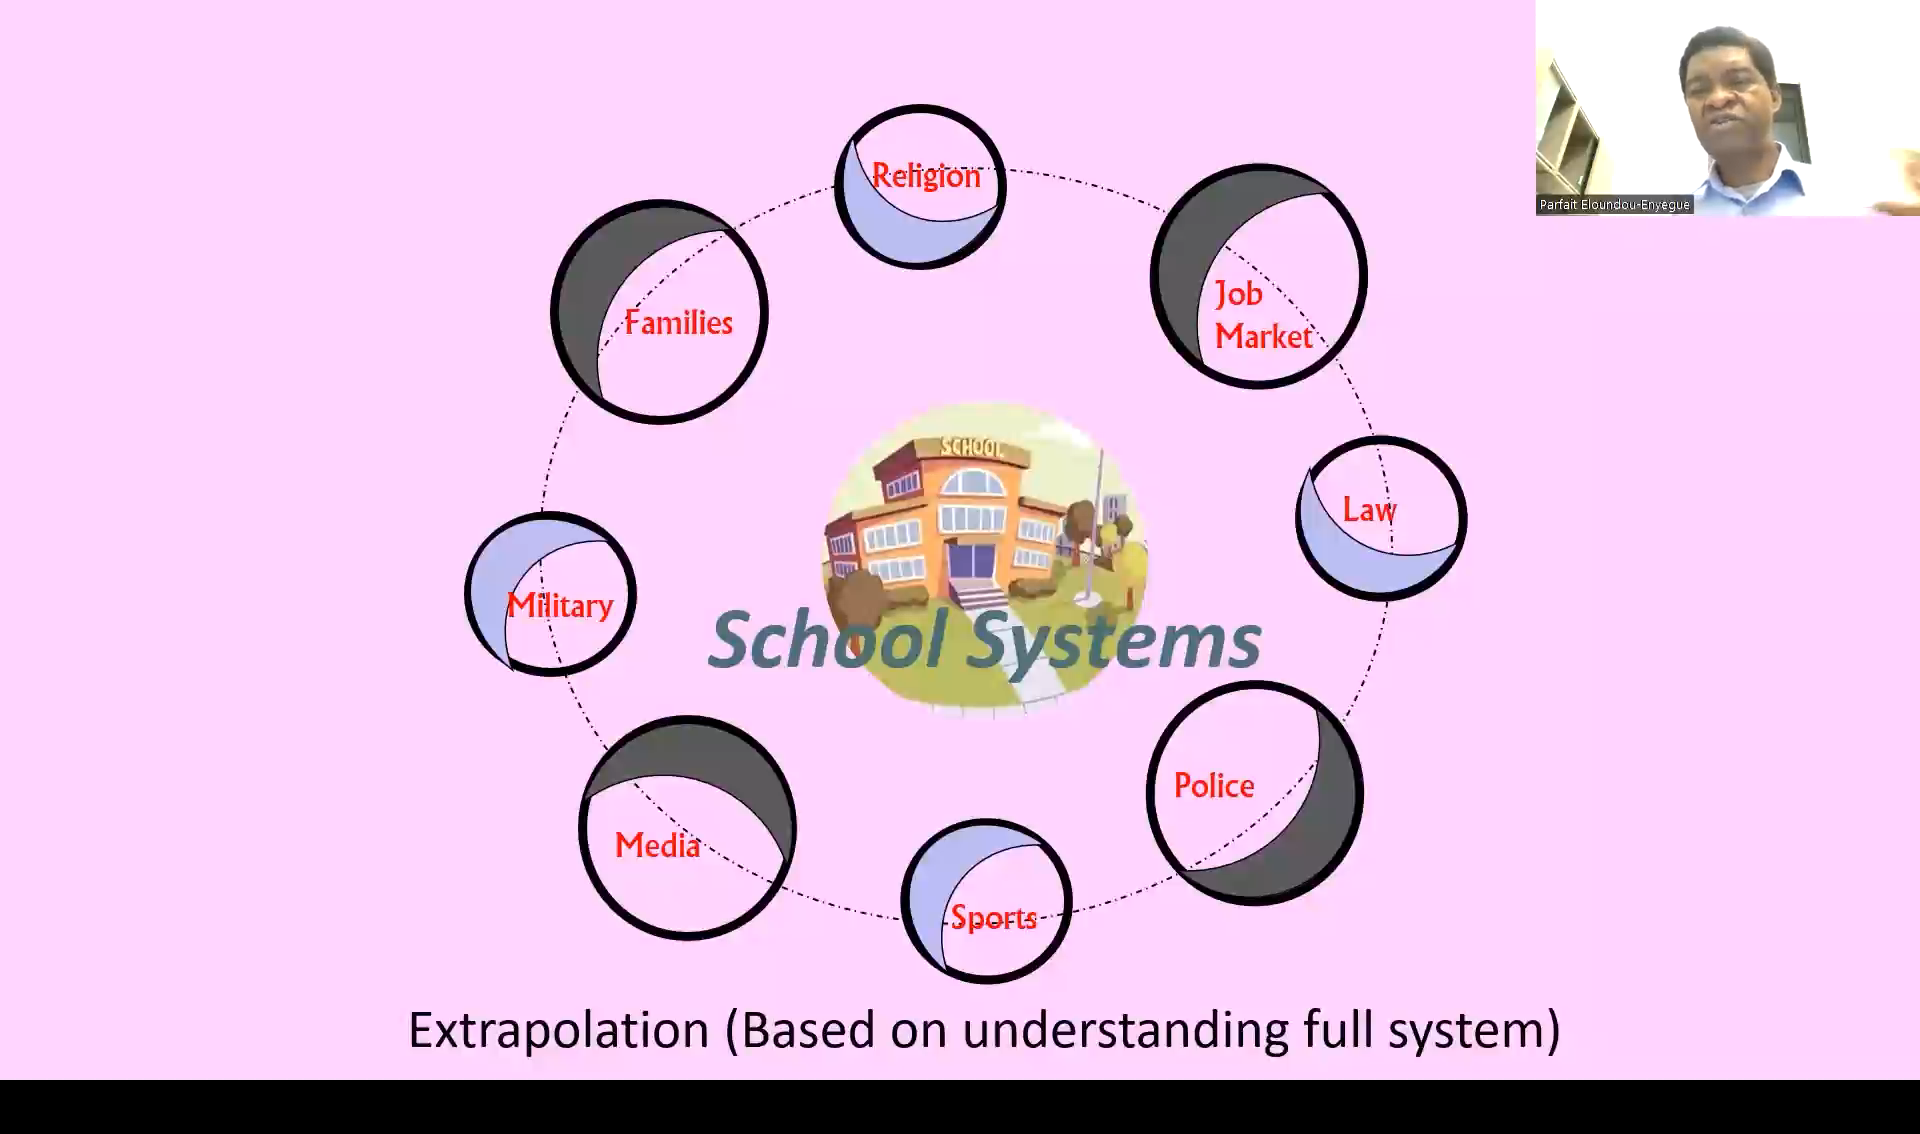 Parfait Eloundou-Enyegue
Religion
Families
Job
Market
SCHOOL
Law
Military
School Systems
Police
Media
Sports
Extrapolation (Based on understanding full system)